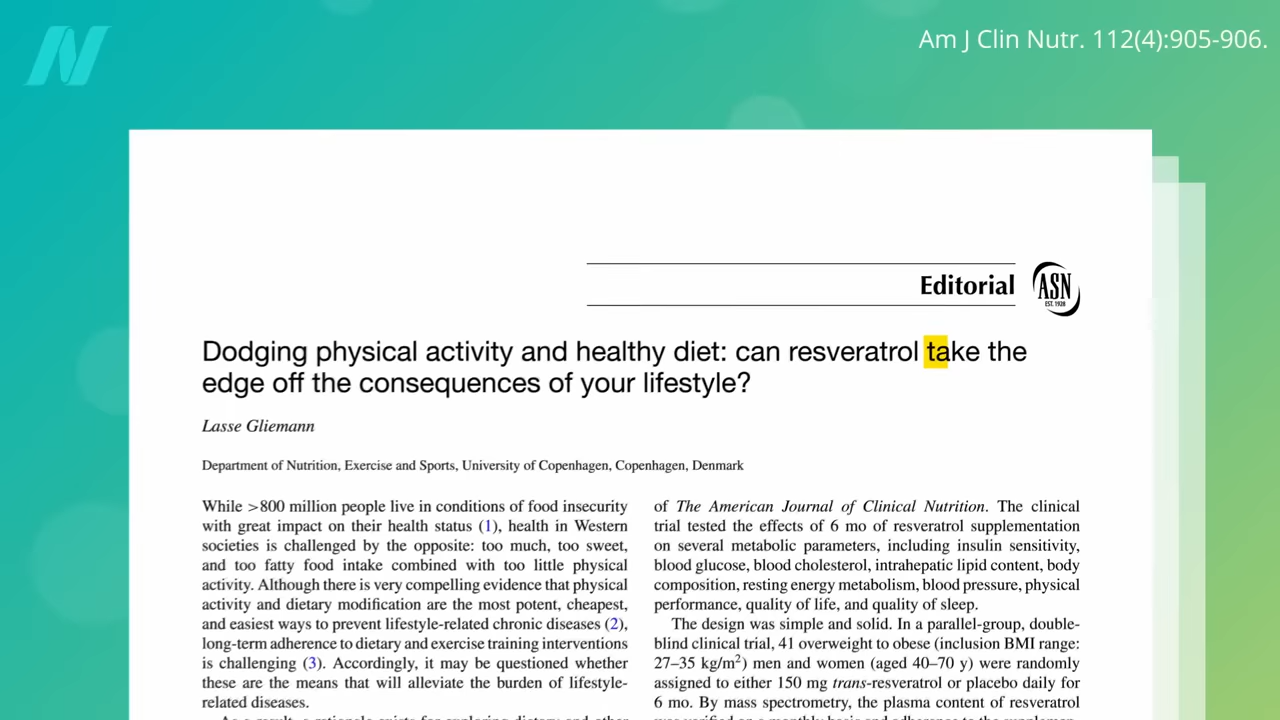 Am J Clin Nutr. 112(4):905-906.
Editorial
ASN
EST. 1928
Dodging physical activity and healthy diet: can resveratrol take the
edge off the consequences of your lifestyle?
Lasse Gliemann
Department of Nutrition, Exercise and Sports, University of Copenhagen, Copenhagen, Denmark
While >800 million people live in conditions of food insecurity
with great impact on their health status (1), health in Western
societies is challenged by the opposite: too much, too sweet,
and too fatty food intake combined with too little physical
activity. Although there is very compelling evidence that physical
activity and dietary modification are the most potent, cheapest,
and easiest ways to prevent lifestyle-related chronic diseases (2),
long-term adherence to dietary and exercise training interventions
is challenging (3). Accordingly, it may be questioned whether
these are the means that will alleviate the burden of lifestyle-
related diseases.
of The American Journal of Clinical Nutrition. The clinical
trial tested the effects of 6 mo of resveratrol supplementation
on several metabolic parameters, including insulin sensitivity,
blood glucose, blood cholesterol, intrahepatic lipid content, body
composition, resting energy metabolism, blood pressure, physical
performance, quality of life, and quality of sleep.
The design was simple and solid. In a parallel-group, double-
blind clinical trial, 41 overweight to obese (inclusion BMI range:
27–35 kg/m²) men and women (aged 40–70 y) were randomly
assigned to either 150 mg trans-resveratrol or placebo daily for
6 mo. By mass spectrometry, the plasma content of resveratrol